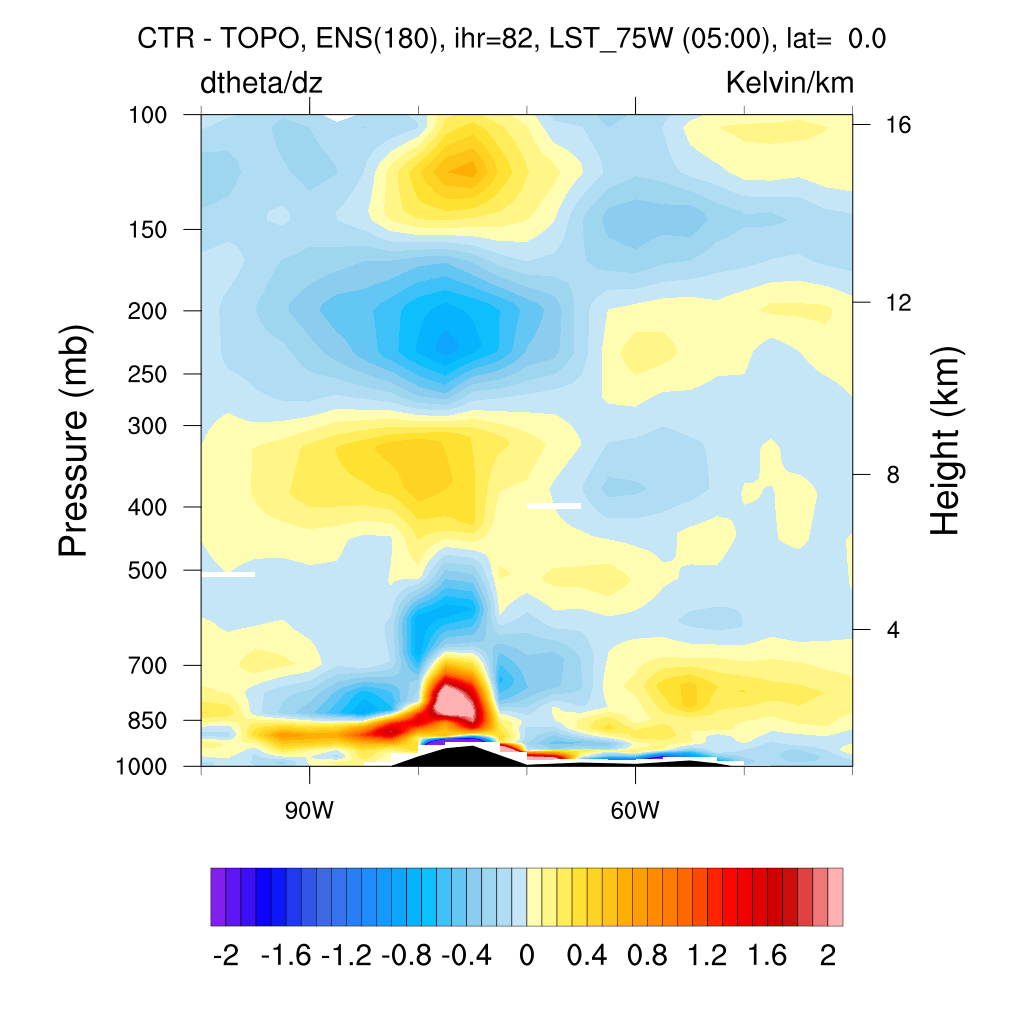 CTR - TOPO, ENS(180), ihr=82, LST_75W (05:00), lat=  0.0
dtheta/dz
Kelvin/km
100
150
200
250
300
400
500
700
850
1000
Pressure (mb)
16
12
8
4
Height (km)
90W
60W
-2 -1.6 -1.2 -0.8 -0.4 0 0.4 0.8 1.2 1.6 2